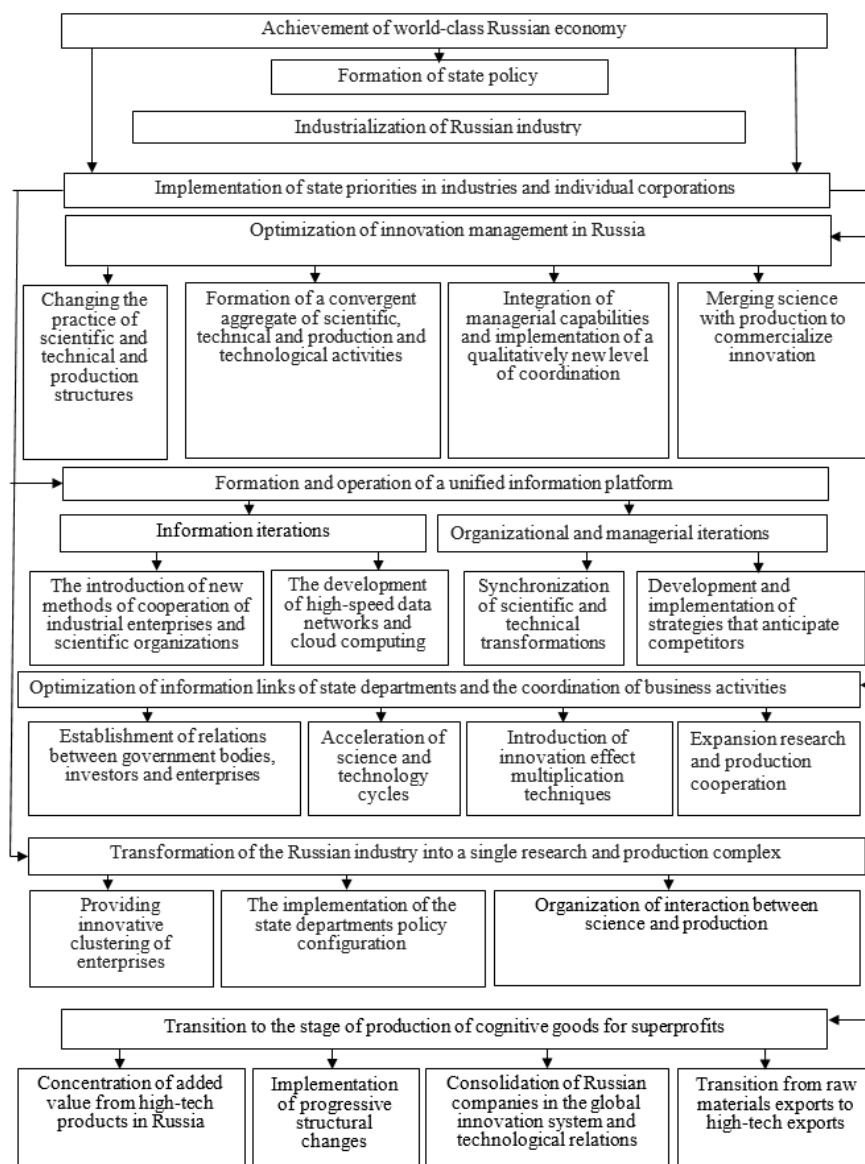 Achievement of world-class Russian economy
Formation of state policy
Industrialization of Russian industry
Implementation of state priorities in industries and individual corporations
Optimization of innovation management in Russia
Changing the
practice of
scientific and
technical and
production
structures
Formation of a convergent
aggregate of scientific,
technical and production and
technological activities
Integration of
managerial capabilities
and implementation of a
qualitatively new level
of coordination
Merging science
with production to
commercialize
innovation
Formation and operation of a unified information platform
Information iterations
Organizational and managerial iterations
The introduction of new
methods of cooperation of
industrial enterprises and
scientific organizations
The development
of high-speed data
networks and
cloud computing
Synchronization
of scientific and
technical
transformations
Development and
implementation of
strategies that anticipate
competitors
Optimization of information links of state departments and the coordination of business activities
Establishment of relations
between government bodies,
investors and enterprises
Acceleration of
science and
technology
cycles
Introduction of
innovation effect
multiplication
techniques
Expansion research
and production
cooperation
Transformation of the Russian industry into a single research and production complex
Providing
innovative
clustering of
enterprises
The implementation of the
state departments policy
configuration
Organization of interaction between
science and production
Transition to the stage of production of cognitive goods for superprofits
Concentration of added
value from high-tech
products in Russia
Implementation
of progressive
structural
changes
Consolidation of Russian
companies in the global
innovation system and
technological relations
Transition from raw
materials exports to
high-tech exports